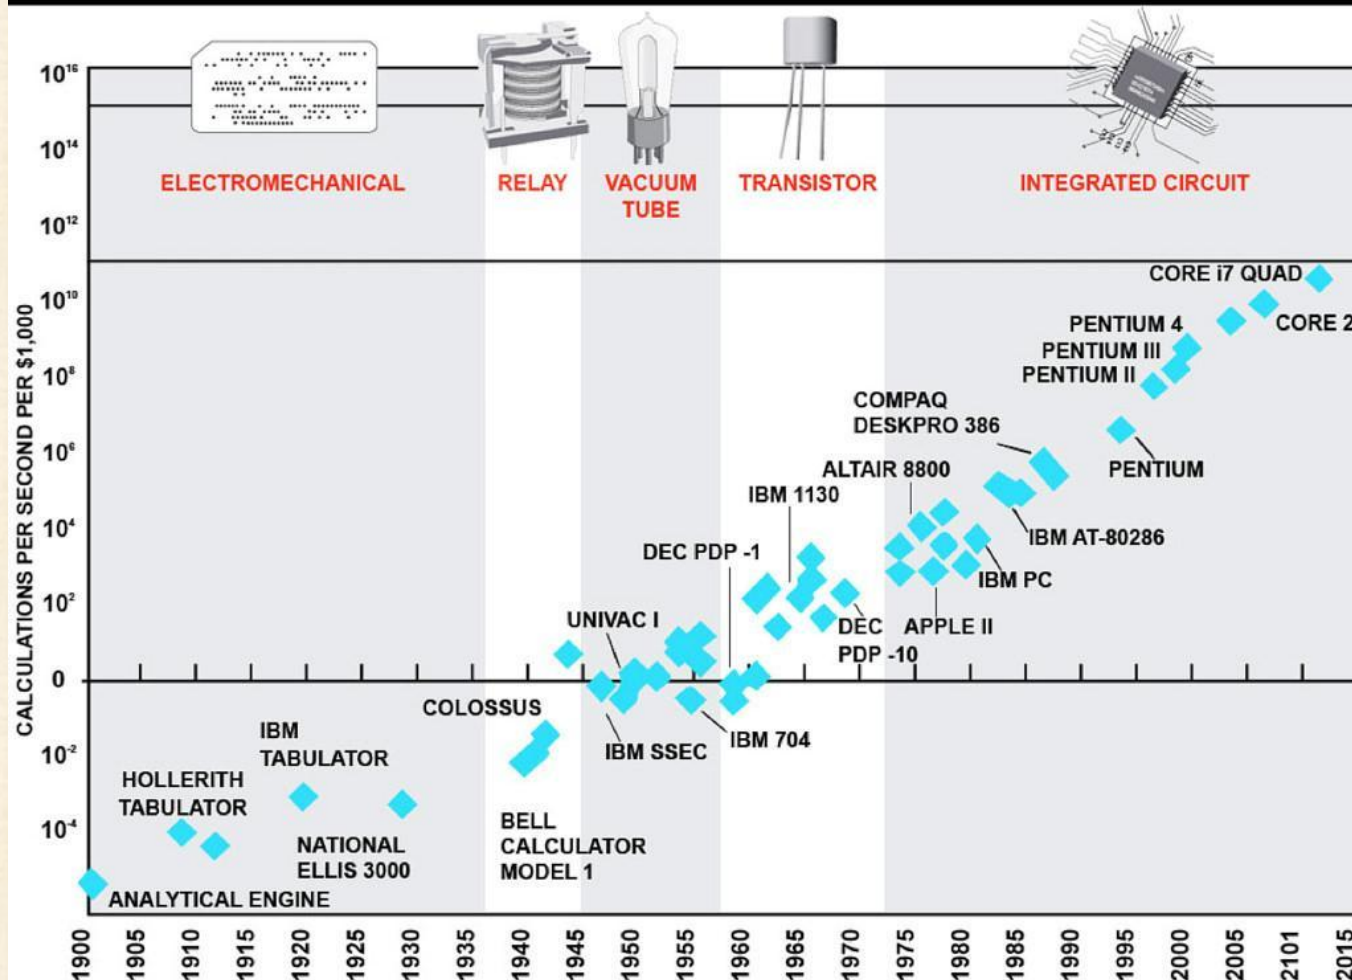 10¹⁶
10¹⁴
10¹²
10¹⁰
10⁸
10⁶
10⁴
10²
0
10⁻²
10⁻⁴
CALCULATIONS PER SECOND PER $1,000
ELECTROMECHANICAL
RELAY
VACUUM
TUBE
TRANSISTOR
INTEGRATED CIRCUIT
CORE i7 QUAD
CORE 2
PENTIUM 4
PENTIUM III
PENTIUM II
PENTIUM
COMPAQ
DESKPRO 386
ALTAIR 8800
IBM 1130
IBM AT-80286
DEC PDP -1
IBM PC
UNIVAC I
DEC
PDP -10
APPLE II
COLOSSUS
IBM SSEC
IBM 704
IBM
TABULATOR
HOLLERITH
TABULATOR
NATIONAL
ELLIS 3000
BELL
CALCULATOR
MODEL 1
ANALYTICAL ENGINE
1900
1905
1910
1915
1920
1925
1930
1935
1940
1945
1950
1955
1960
1965
1970
1975
1980
1985
1990
1995
2000
2005
2101
2015